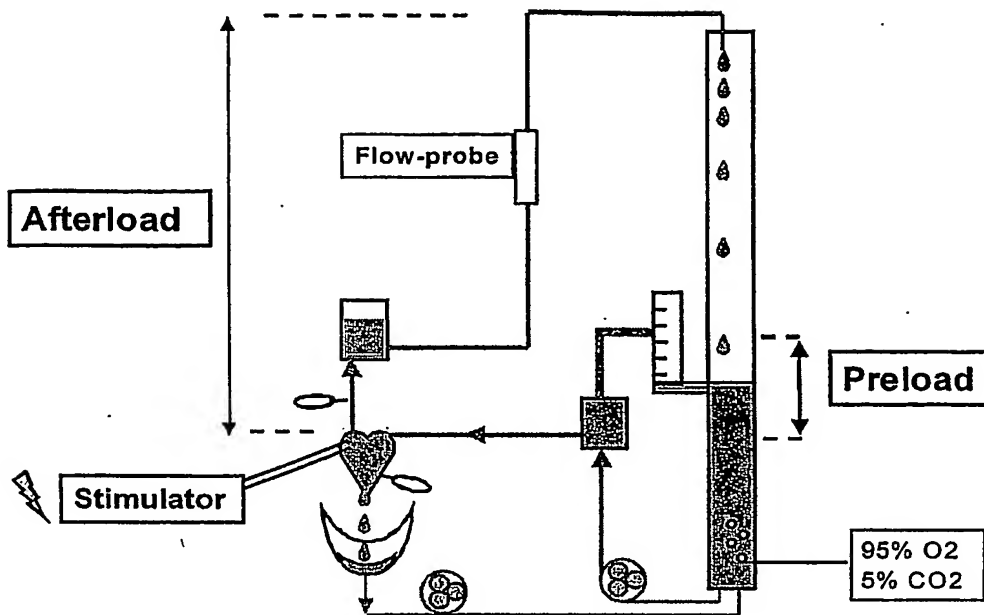 Flow-probe
Afterload
Preload
Stimulator
95% O2
5% CO2